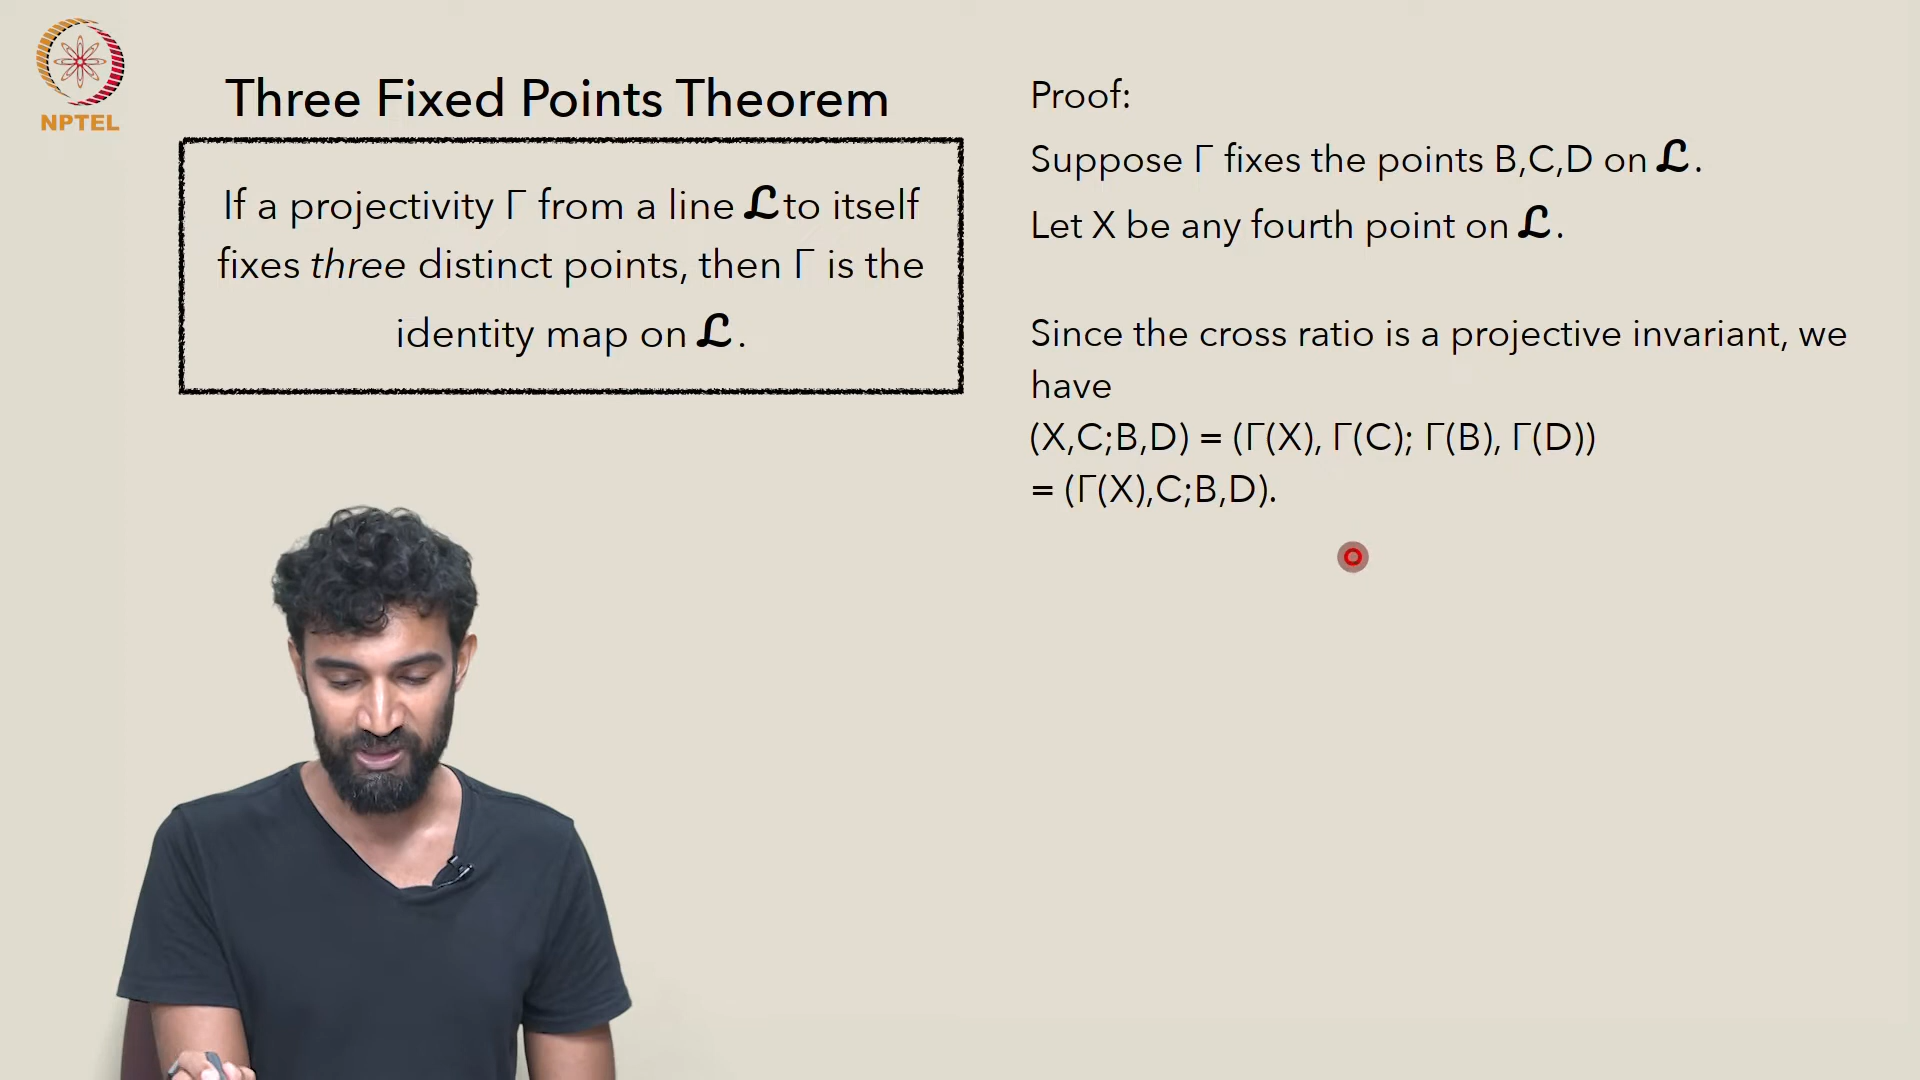 NPTEL
Three Fixed Points Theorem
If a projectivity Γ from a line ℒ to itself
fixes three distinct points, then Γ is the
identity map on ℒ.
Proof:
Suppose Γ fixes the points B,C,D on ℒ.
Let X be any fourth point on ℒ.
Since the cross ratio is a projective invariant, we
have
(X,C;B,D) = (Γ(X), Γ(C); Γ(B), Γ(D))
= (Γ(X),C;B,D).